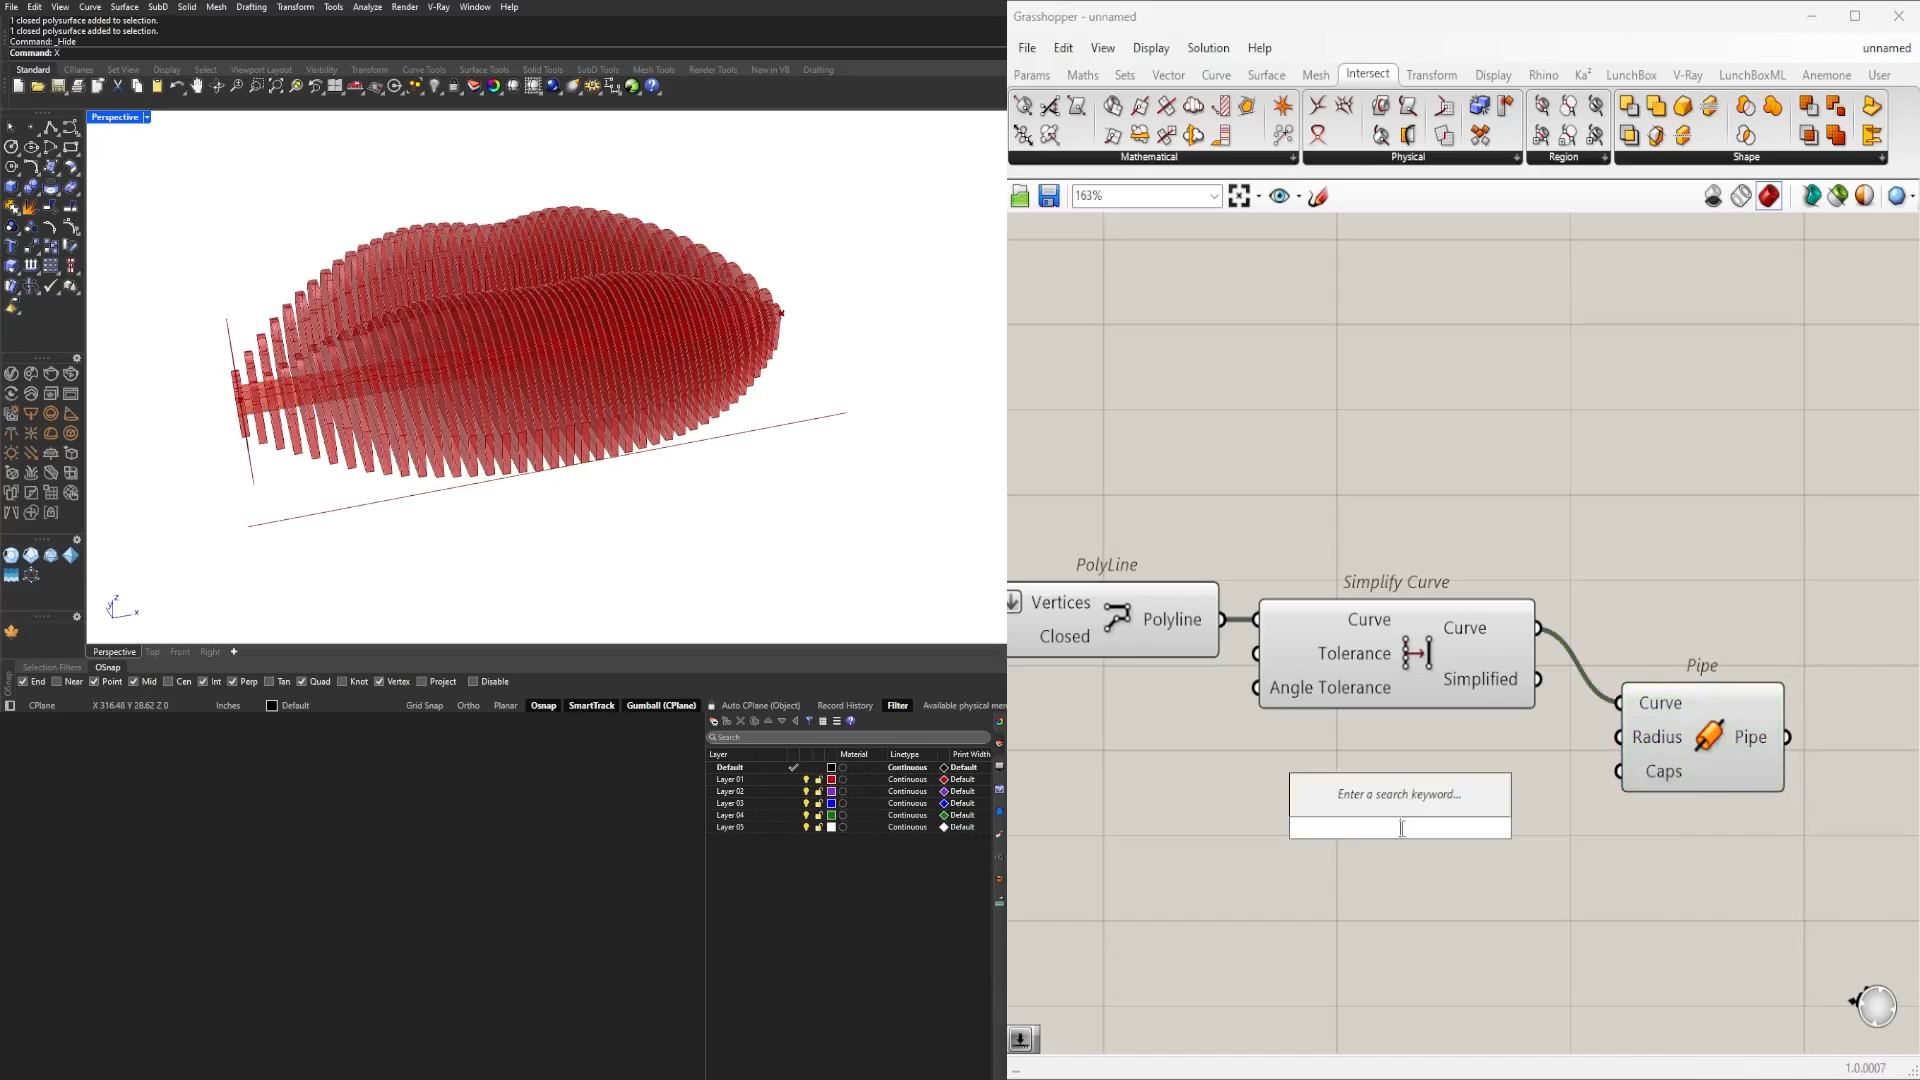 File Edit View Curve Surface SubD Solid Mesh Drafting Transform Tools Analyze Render V-Ray Window Help
1 closed polysurface added to selection.
1 closed polysurface added to selection.
Command: _Hide
Command: X
Standard CPlanes Set View Display Select Viewport Layout Visibility Transform Curve Tools Surface Tools Solid Tools SubD Tools Mesh Tools Render Tools New in V8 Drafting
Perspective
z
y
x
Perspective Top Front Right
Selection Filters OSnap
OSnap
End Near Point Mid Cen Int Perp Tan Quad Knot Vertex Project Disable
CPlane X 316.48 Y 28.62 Z 0 Inches Default Grid Snap Ortho Planar Osnap SmartTrack Gumball (CPlane) Auto CPlane (Object) Record History Filter Available physical mem
Search
Layer Material Linetype Print Width
Default Continuous Default
Layer 01 Continuous Default
Layer 02 Continuous Default
Layer 03 Continuous Default
Layer 04 Continuous Default
Layer 05 Continuous Default
Grasshopper - unnamed
File Edit View Display Solution Help unnamed
Params Maths Sets Vector Curve Surface Mesh Intersect Transform Display Rhino Ka² LunchBox V-Ray LunchBoxML Anemone User
Mathematical Physical Region Shape
163%
PolyLine
Vertices
Closed
Polyline
Simplify Curve
Curve
Tolerance
Angle Tolerance
Curve
Simplified
Pipe
Curve
Radius
Caps
Pipe
Enter a search keyword...
...
1.0.0007